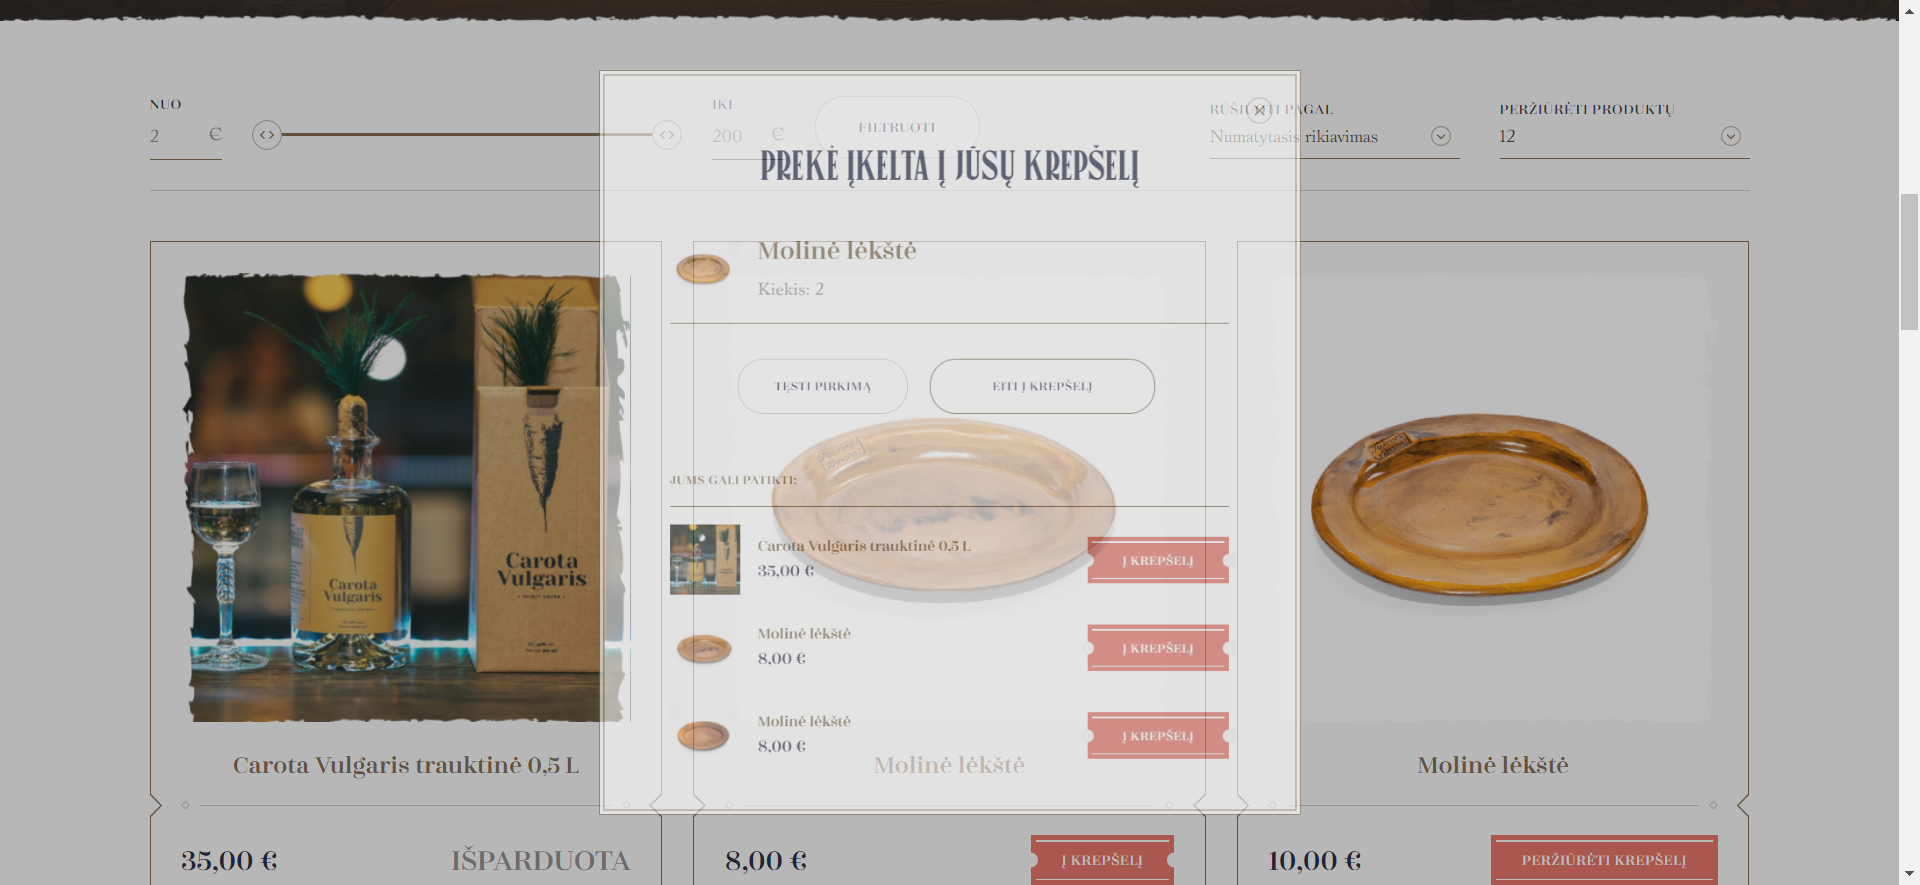 NUO
2 €
IKI
200 €
FILTRUOTI
RŪŠIUOTI PAGAL
Numatytasis rikiavimas
PERŽIŪRĖTI PRODUKTŲ
12
PREKĖ ĮKELTA Į JŪSŲ KREPŠELĮ
Molinė lėkštė
Kiekis: 2
TĘSTI PIRKIMĄ
EITI Į KREPŠELĮ
JUMS GALI PATIKTI:
Carota Vulgaris trauktinė 0,5 L
35,00 €
Į KREPŠELĮ
Molinė lėkštė
8,00 €
Į KREPŠELĮ
Molinė lėkštė
8,00 €
Į KREPŠELĮ
Carota
Vulgaris
Carota
Vulgaris
• SPIRIT DRINK •
Carota Vulgaris trauktinė 0,5 L
35,00 €
IŠPARDUOTA
Molinė lėkštė
8,00 €
Į KREPŠELĮ
Molinė lėkštė
10,00 €
PERŽIŪRĖTI KREPŠELĮ